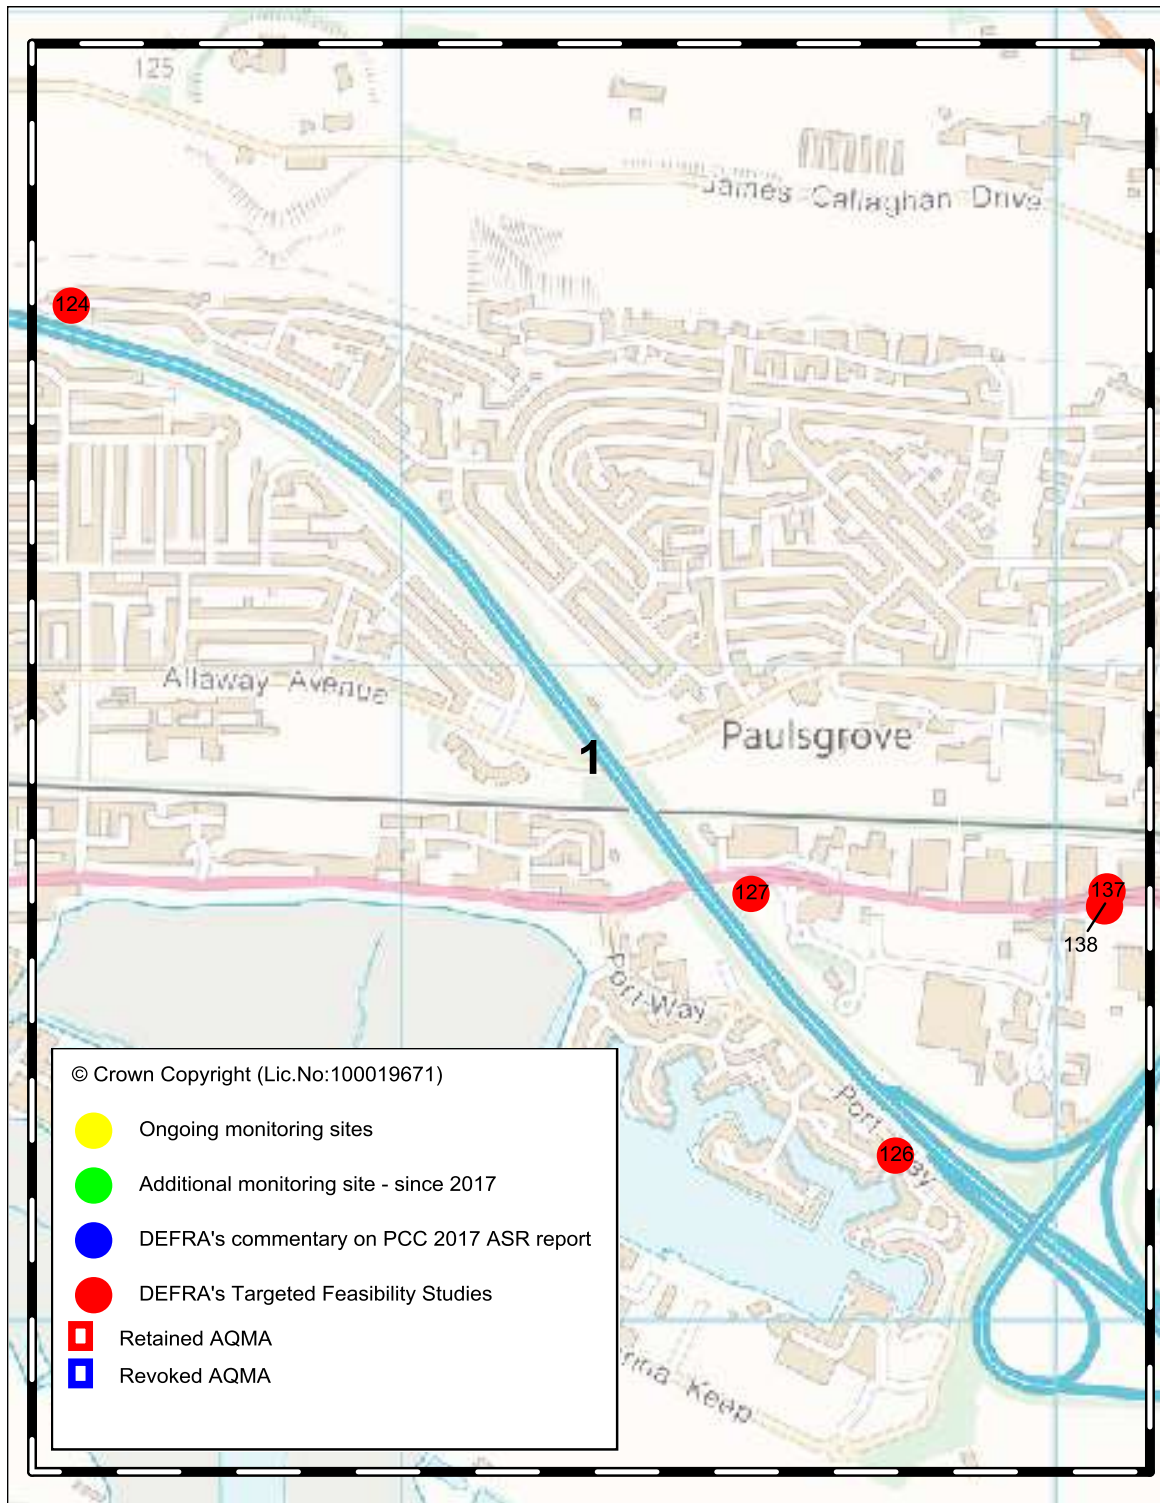 125
James Callaghan Drive
124
Allaway Avenue
Paulsgrove
1
127
137
138
Port Way
Port Way
126
© Crown Copyright (Lic.No:100019671)
Ongoing monitoring sites
Additional monitoring site - since 2017
DEFRA's commentary on PCC 2017 ASR report
DEFRA's Targeted Feasibility Studies
Retained AQMA
Revoked AQMA
Keep